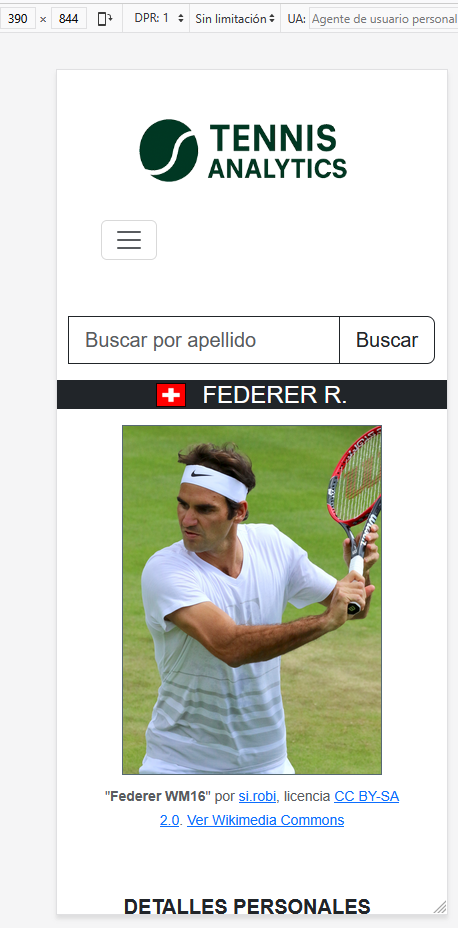 390 × 844 DPR: 1 Sin limitación UA: Agente de usuario personal
TENNIS
ANALYTICS
Buscar por apellido Buscar
FEDERER R.
"Federer WM16" por si.robi, licencia CC BY-SA
2.0. Ver Wikimedia Commons
DETALLES PERSONALES